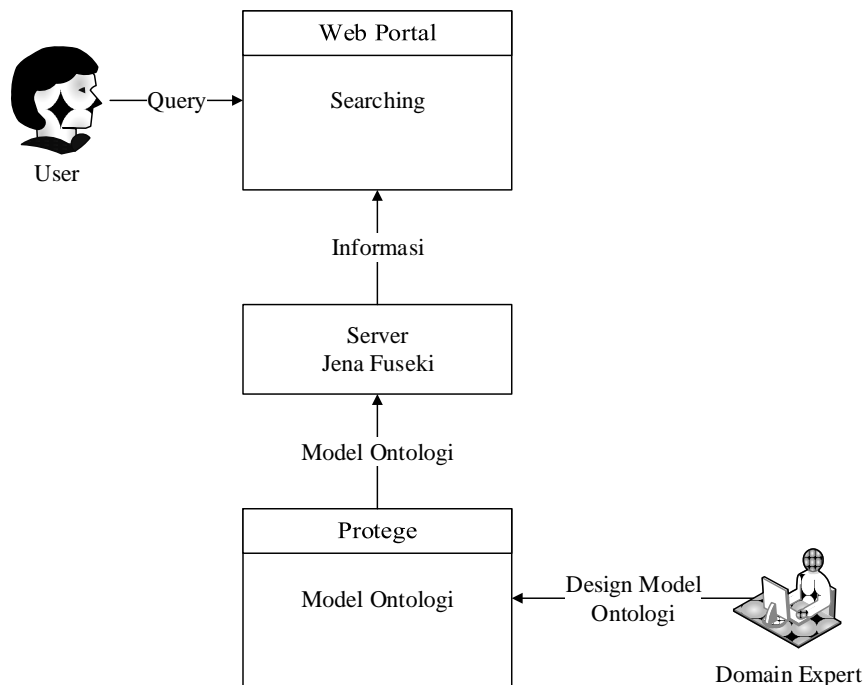 Web Portal
Query
Searching
User
Informasi
Server
Jena Fuseki
Model Ontologi
Protege
Model Ontologi
Design Model
Ontologi
Domain Expert